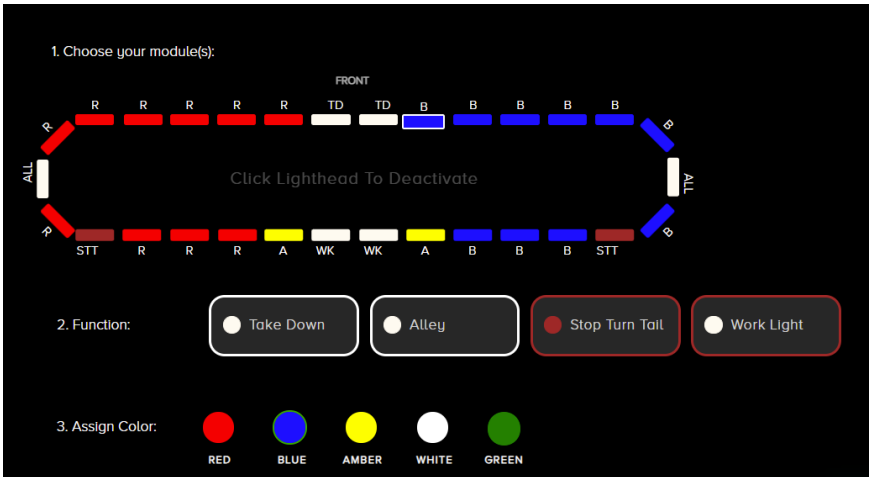 1. Choose your module(s):
FRONT
R R R R R TD TD B B B B B
R B
ALL Click Lighthead To Deactivate ALL
R B
STT R R R A WK WK A B B B STT
2. Function: Take Down Alley Stop Turn Tail Work Light
3. Assign Color:
RED BLUE AMBER WHITE GREEN